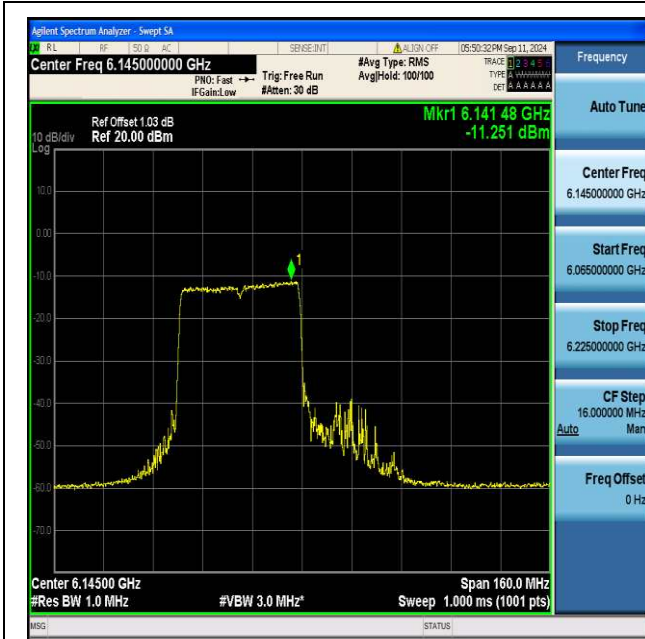 Agilent Spectrum Analyzer - Swept SA
RL RF 50 Ω AC SENSE:INT ALIGN OFF 05:50:32 PM Sep 11, 2024
Center Freq 6.145000000 GHz
PNO: Fast
IFGain:Low
Trig: Free Run
#Atten: 30 dB
#Avg Type: RMS
Avg|Hold: 100/100
TRACE 1 2 3 4 5 6
TYPE A
DET A A A A A A
Frequency
Auto Tune
Center Freq
6.145000000 GHz
Start Freq
6.065000000 GHz
Stop Freq
6.225000000 GHz
CF Step
16.000000 MHz
Auto Man
Freq Offset
0 Hz
Mkr1 6.141 48 GHz
-11.251 dBm
Ref Offset 1.03 dB
10 dB/div Ref 20.00 dBm
Log
10.0
0.00
1
-10.0
-20.0
-30.0
-40.0
-50.0
-60.0
-70.0
Center 6.14500 GHz Span 160.0 MHz
#Res BW 1.0 MHz #VBW 3.0 MHz* Sweep 1.000 ms (1001 pts)
MSG STATUS